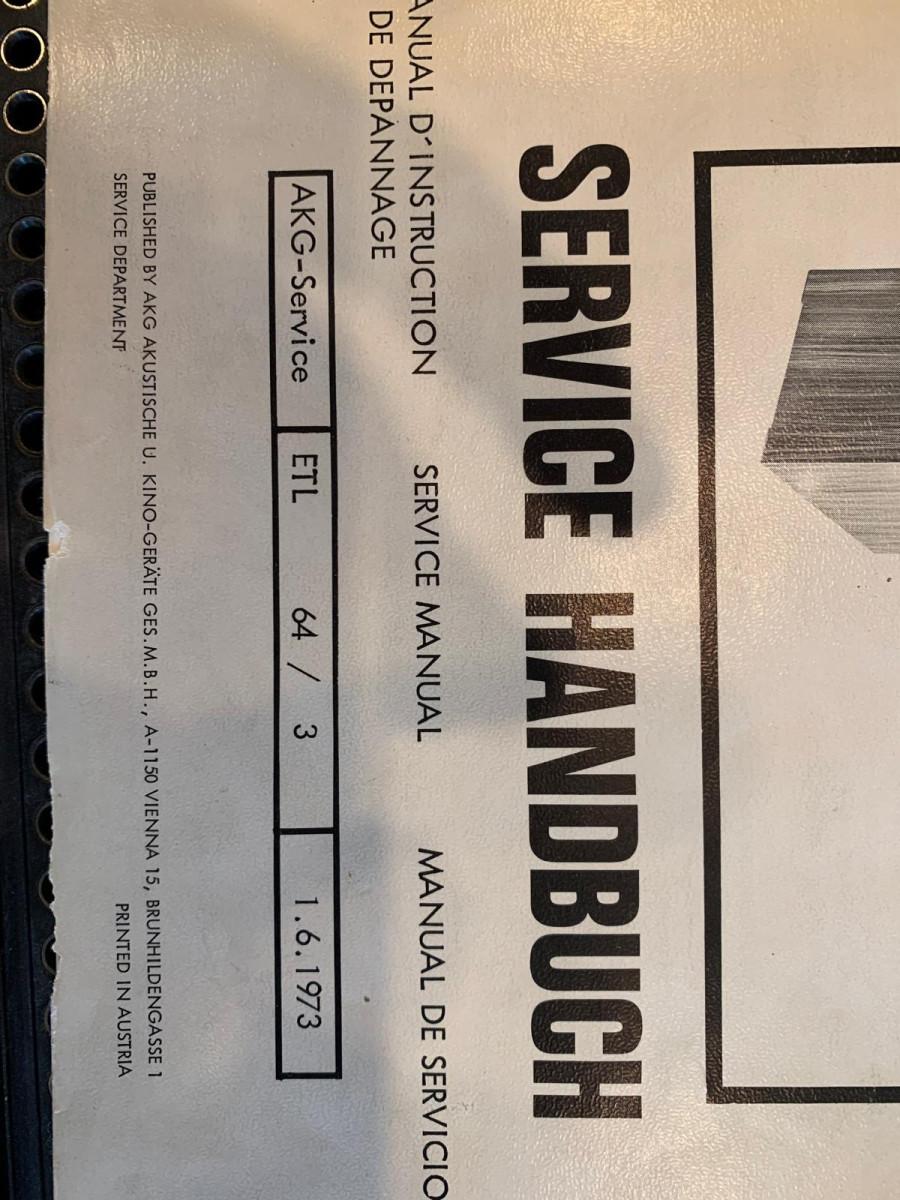 SERVICE HANDBUCH
ANUAL D´INSTRUCTION SERVICE MANUAL MANUAL DE SERVICIO
DE DEPANNAGE
AKG-Service ETL 64 / 3 1.6.1973
PUBLISHED BY AKG AKUSTISCHE U. KINO-GERÄTE GES.M.B.H., A-1150 VIENNA 15, BRUNHILDENGASSE 1
SERVICE DEPARTMENT PRINTED IN AUSTRIA